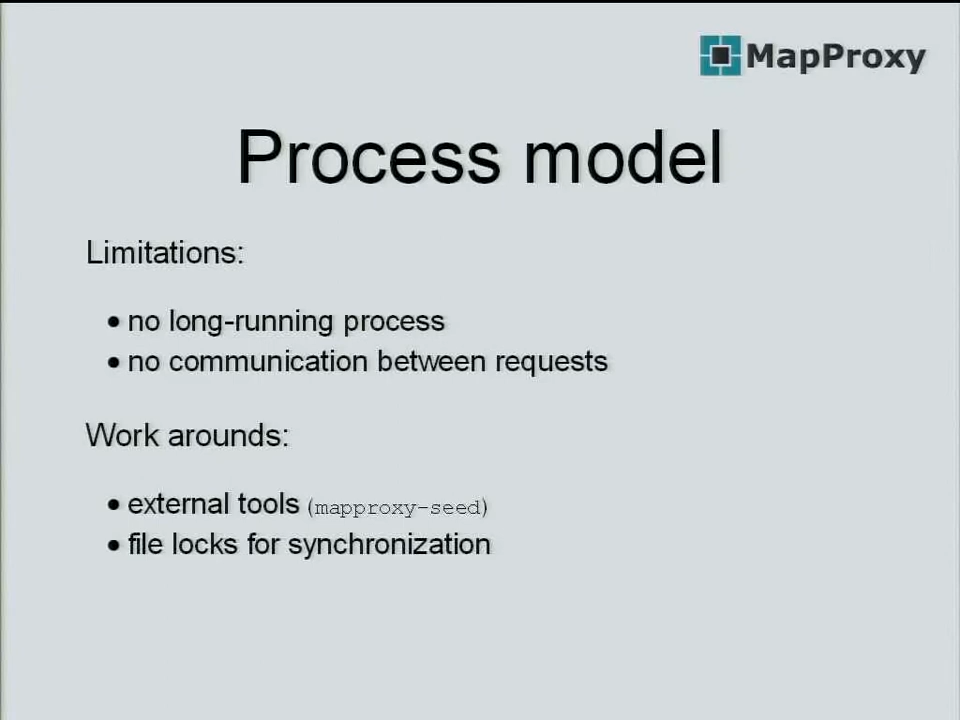 MapProxy
Process model
Limitations:
• no long-running process
• no communication between requests
Work arounds:
• external tools (mapproxy-seed)
• file locks for synchronization